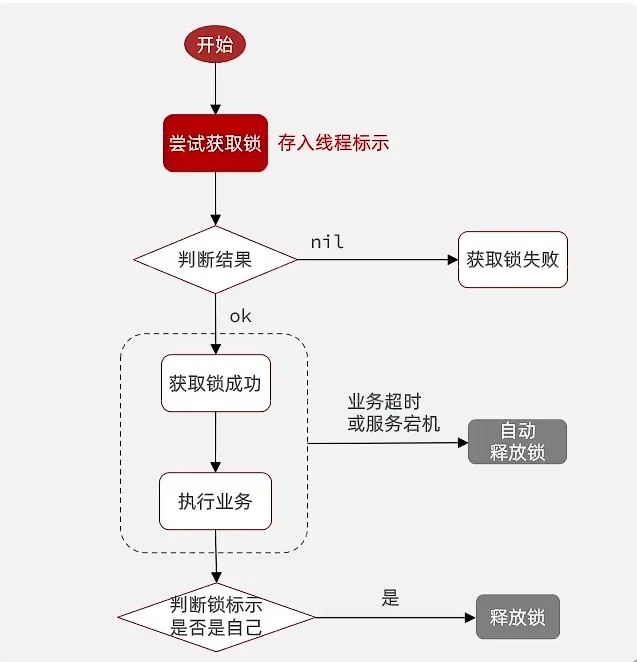 开始
尝试获取锁
存入线程标示
判断结果
nil
获取锁失败
ok
获取锁成功
业务超时
或服务宕机
自动
释放锁
执行业务
判断锁标示
是否是自己
是
释放锁